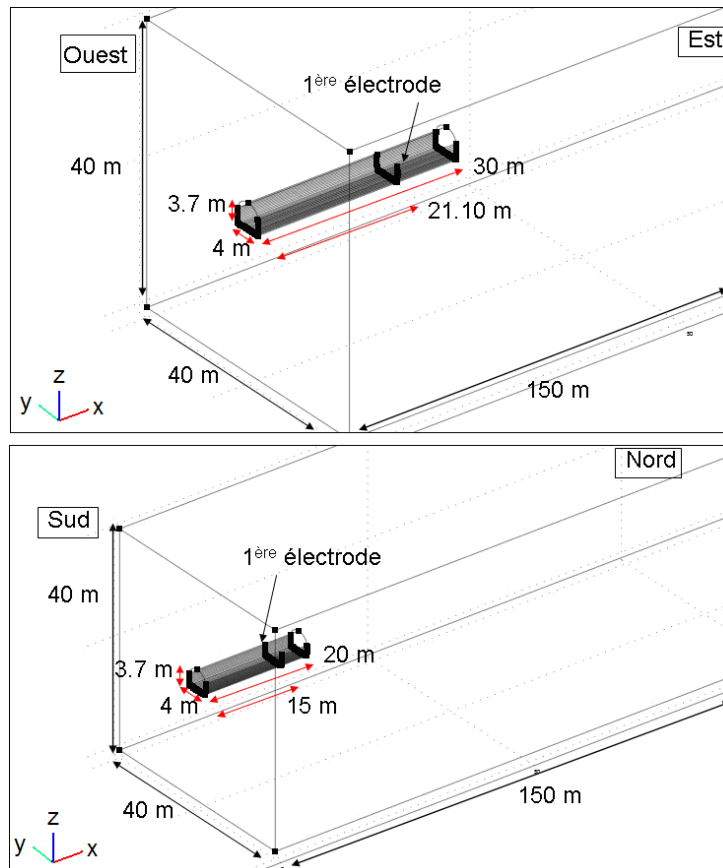 Ouest
Est
1ère électrode
40 m
30 m
3.7 m
21.10 m
4 m
40 m
150 m
z
y
x
Nord
Sud
1ère électrode
40 m
20 m
3.7 m
4 m
15 m
40 m
150 m
z
y
x